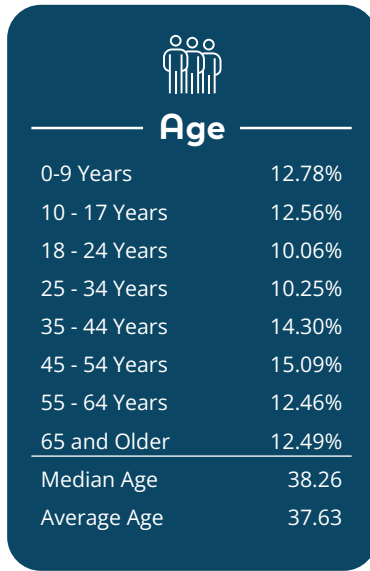 Age
0-9 Years 12.78%
10 - 17 Years 12.56%
18 - 24 Years 10.06%
25 - 34 Years 10.25%
35 - 44 Years 14.30%
45 - 54 Years 15.09%
55 - 64 Years 12.46%
65 and Older 12.49%
Median Age 38.26
Average Age 37.63